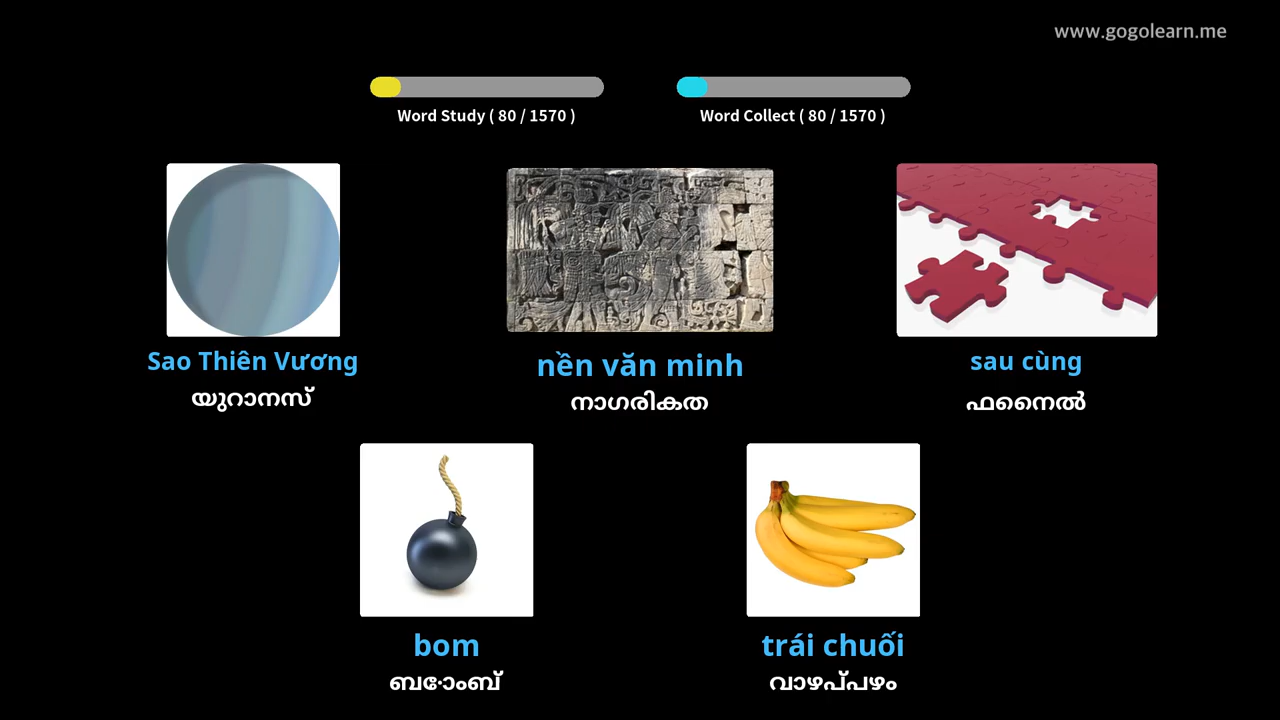 www.gogolearn.me
Word Study ( 80 / 1570 )
Word Collect ( 80 / 1570 )
Sao Thiên Vương
യുറാനസ്
nền văn minh
നാഗരികത
sau cùng
ഫനൈൽ
bom
ബോംബ്
trái chuối
വാഴപ്പഴം